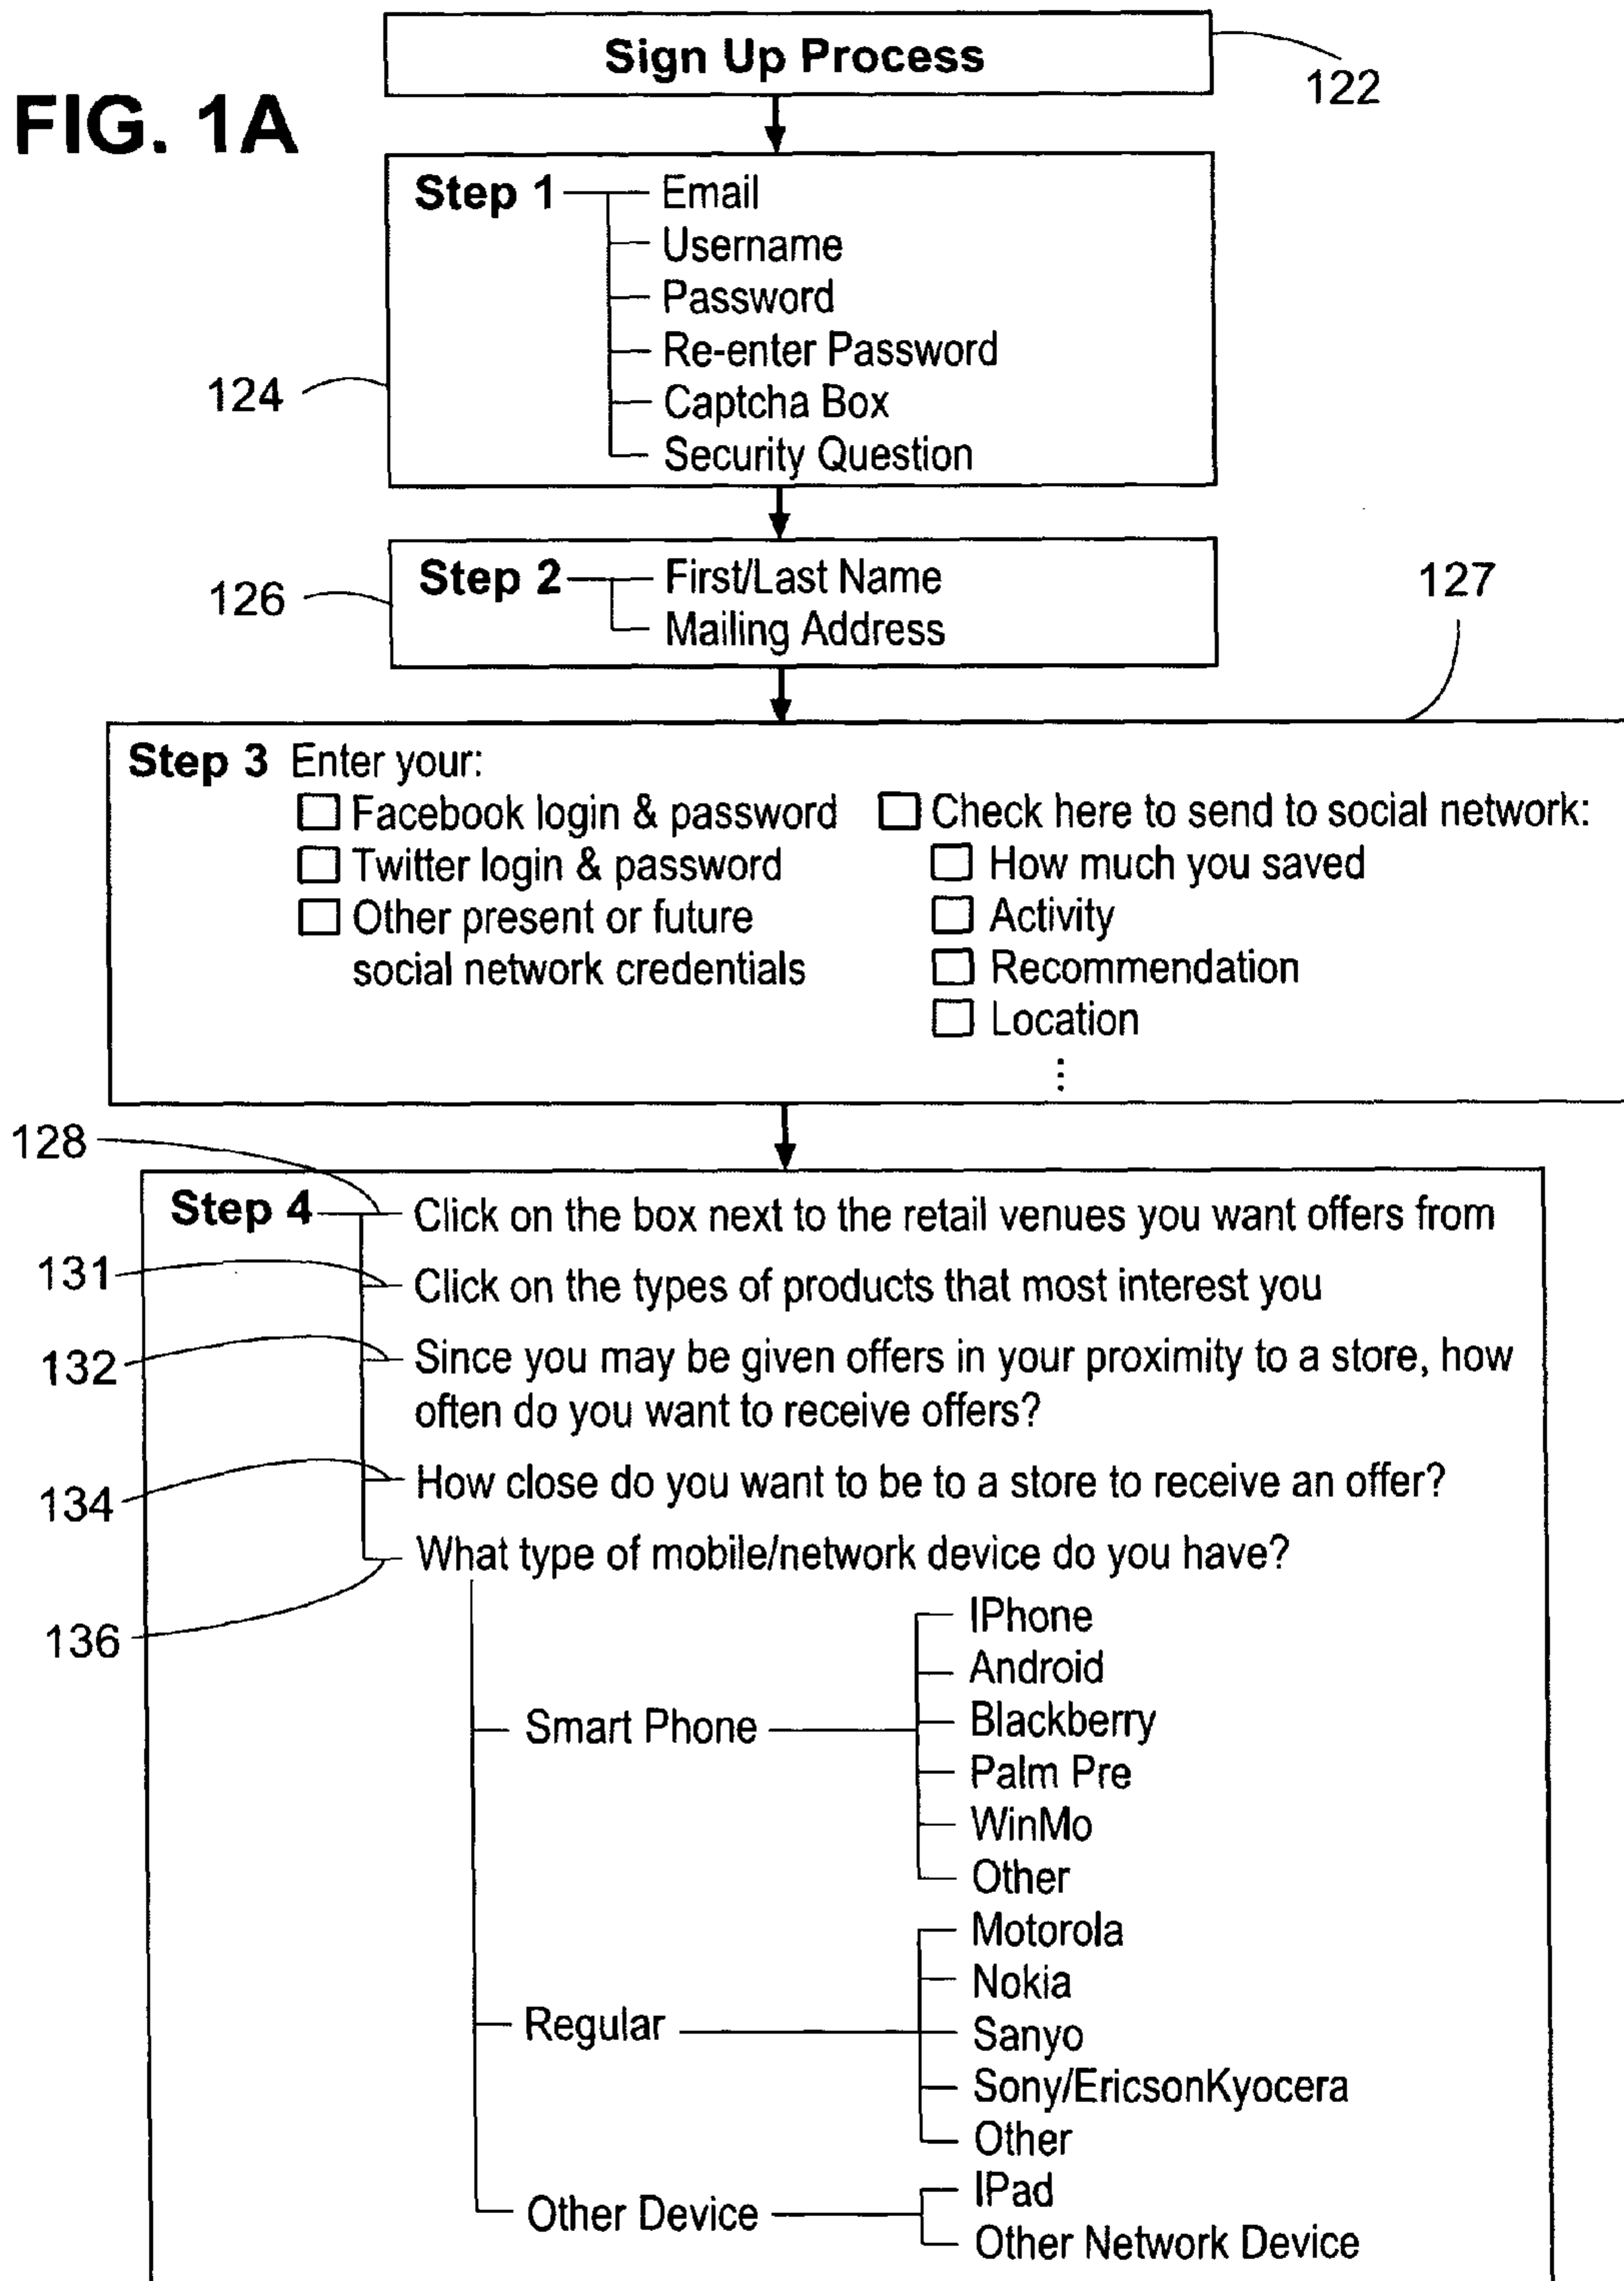 Sign Up Process
122
FIG. 1A
Step 1
Email
Username
Password
Re-enter Password
Captcha Box
Security Question
124
Step 2
First/Last Name
Mailing Address
126
127
Step 3 Enter your:
Facebook login & password
Twitter login & password
Other present or future
social network credentials
Check here to send to social network:
How much you saved
Activity
Recommendation
Location
⋮
128
Step 4
Click on the box next to the retail venues you want offers from
131
Click on the types of products that most interest you
132
Since you may be given offers in your proximity to a store, how
often do you want to receive offers?
134
How close do you want to be to a store to receive an offer?
136
What type of mobile/network device do you have?
Smart Phone
IPhone
Android
Blackberry
Palm Pre
WinMo
Other
Regular
Motorola
Nokia
Sanyo
Sony/EricsonKyocera
Other
Other Device
IPad
Other Network Device